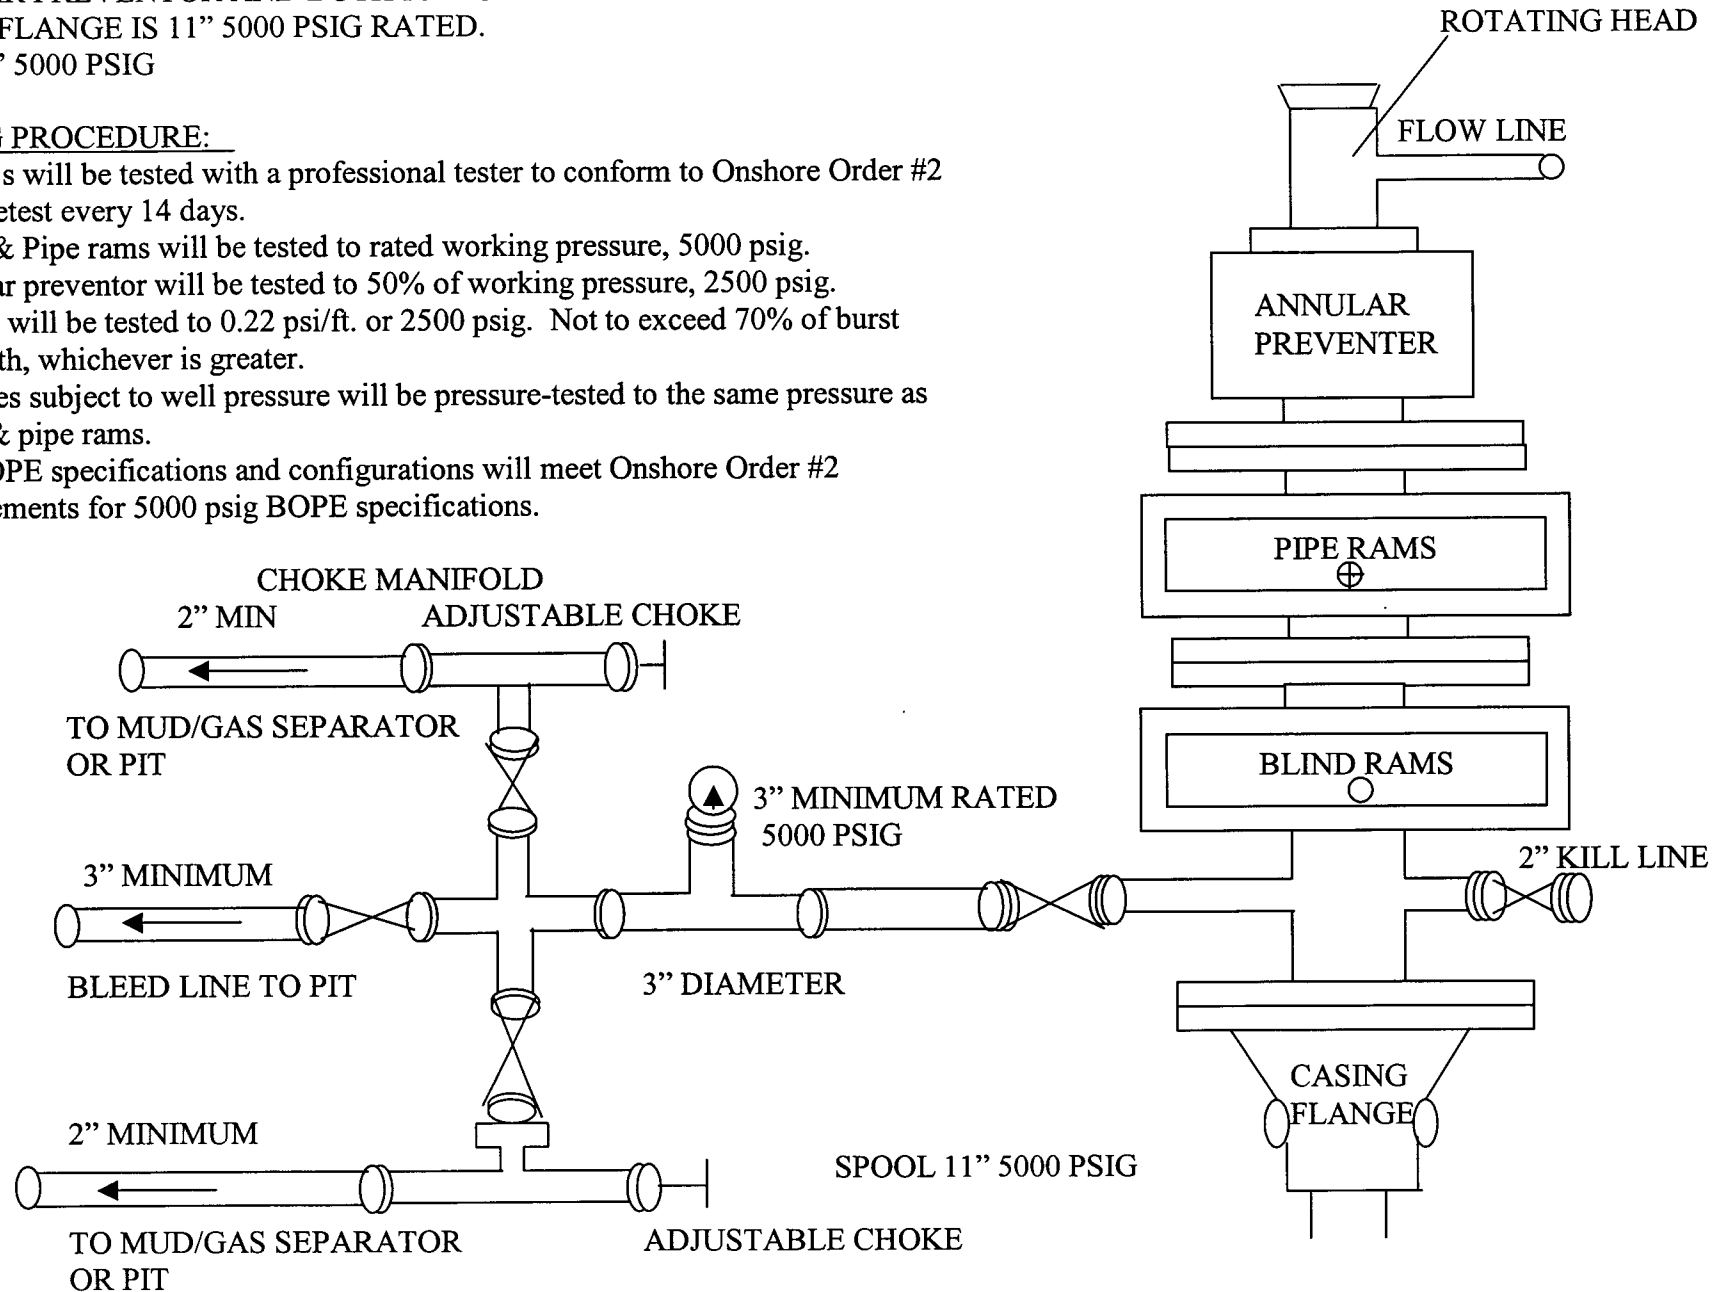 FLANGE IS 11” 5000 PSIG RATED.
5000 PSIG
PROCEDURE:
s will be tested with a professional tester to conform to Onshore Order #2
etest every 14 days.
& Pipe rams will be tested to rated working pressure, 5000 psig.
ar preventor will be tested to 50% of working pressure, 2500 psig.
will be tested to 0.22 psi/ft. or 2500 psig. Not to exceed 70% of burst
th, whichever is greater.
es subject to well pressure will be pressure-tested to the same pressure as
& pipe rams.
OPE specifications and configurations will meet Onshore Order #2
ements for 5000 psig BOPE specifications.
ROTATING HEAD
FLOW LINE
ANNULAR
PREVENTER
PIPE RAMS
BLIND RAMS
2” KILL LINE
CASING
FLANGE
SPOOL 11” 5000 PSIG
CHOKE MANIFOLD
2” MIN
ADJUSTABLE CHOKE
TO MUD/GAS SEPARATOR
OR PIT
3” MINIMUM RATED
5000 PSIG
3” MINIMUM
BLEED LINE TO PIT
3” DIAMETER
2” MINIMUM
TO MUD/GAS SEPARATOR
OR PIT
ADJUSTABLE CHOKE